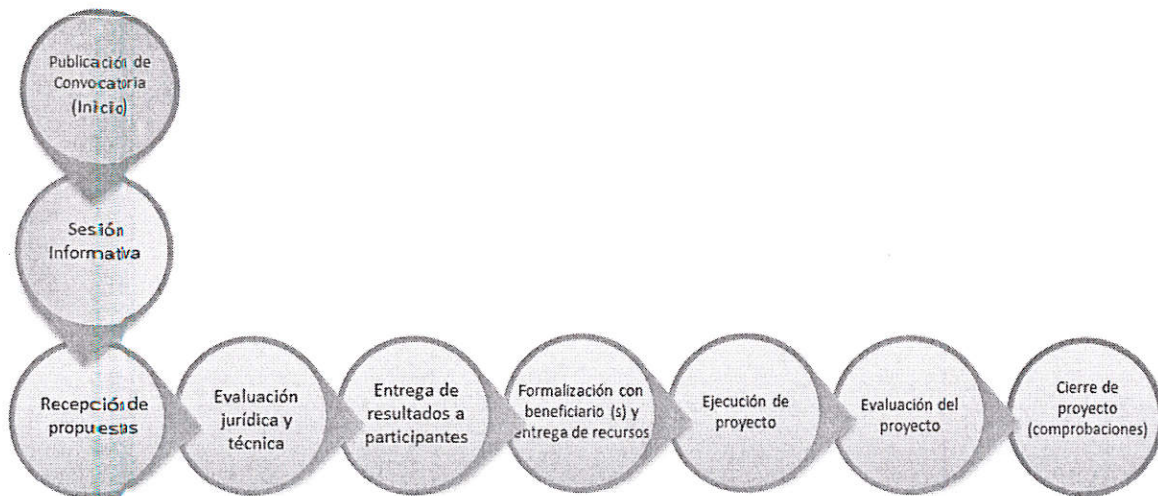 Publicación de
Convocatoria
(Inicio)
Sesión
Informativa
Recepción de
propuestas
Evaluación
jurídica y
técnica
Entrega de
resultados a
participantes
Formalización con
beneficiario (s) y
entrega de recursos
Ejecución de
proyecto
Evaluación del
proyecto
Cierre de
proyecto
(comprobaciones)